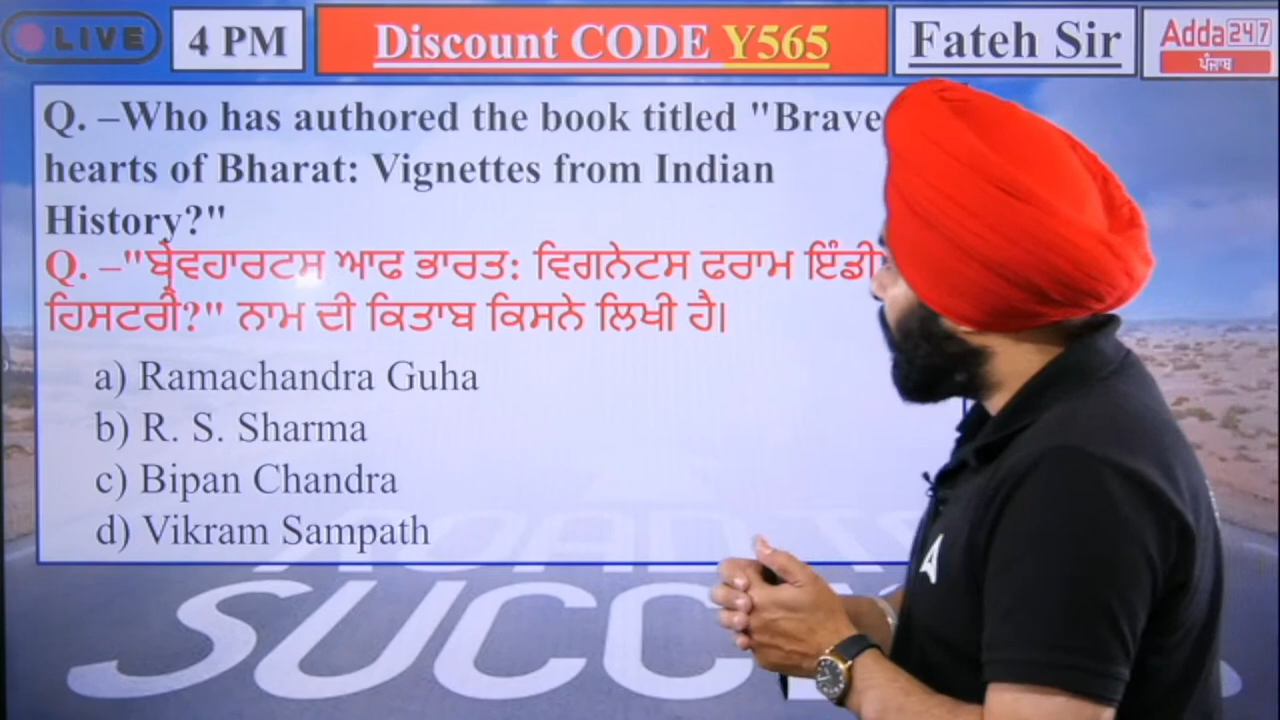 LIVE
4 PM
Discount CODE Y565
Fateh Sir
Adda247
ਪੰਜਾਬ
Q. –Who has authored the book titled "Brave
hearts of Bharat: Vignettes from Indian
History?"
Q. –"ਬ੍ਰੇਵਹਾਰਟਸ ਆਫ ਭਾਰਤ: ਵਿਗਨੇਟਸ ਫਰਾਮ
ਹਿਸਟਰੀ?" ਨਾਮ ਦੀ ਕਿਤਾਬ ਕਿਸਨੇ ਲਿਖੀ ਹੈ।
a) Ramachandra Guha
b) R. S. Sharma
c) Bipan Chandra
d) Vikram Sampath